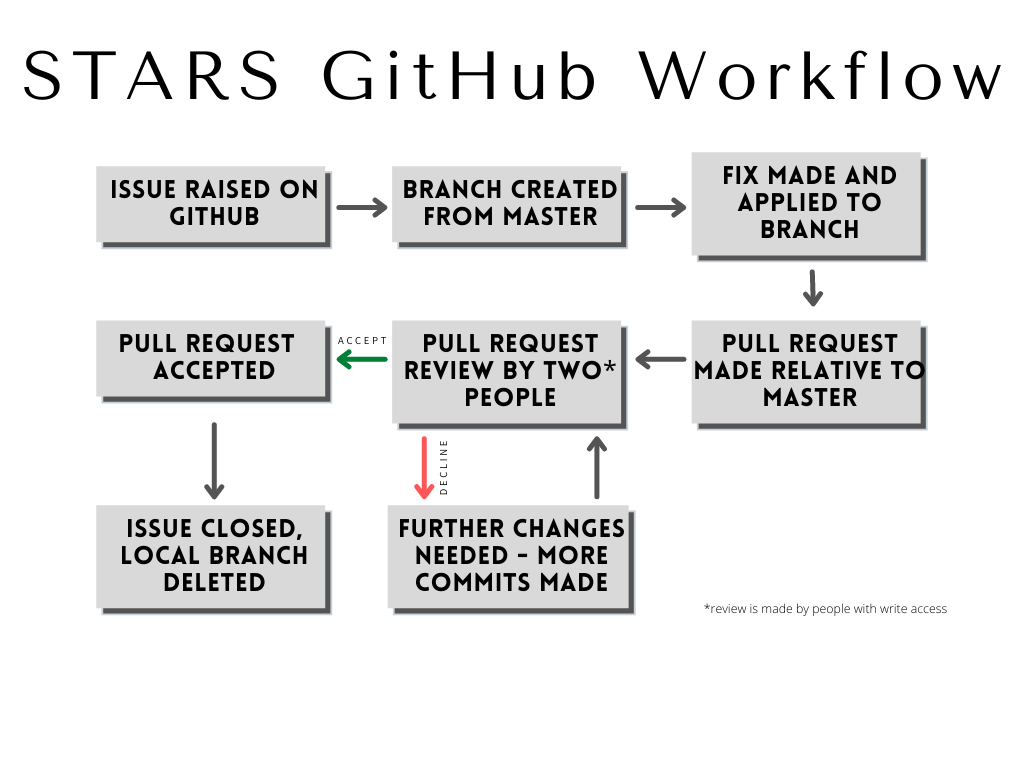 STARS GitHub Workflow
ISSUE RAISED ON
GITHUB
BRANCH CREATED
FROM MASTER
FIX MADE AND
APPLIED TO
BRANCH
PULL REQUEST
ACCEPTED
ACCEPT
PULL REQUEST
REVIEW BY TWO*
PEOPLE
PULL REQUEST
MADE RELATIVE TO
MASTER
DECLINE
ISSUE CLOSED,
LOCAL BRANCH
DELETED
FURTHER CHANGES
NEEDED - MORE
COMMITS MADE
*review is made by people with write access